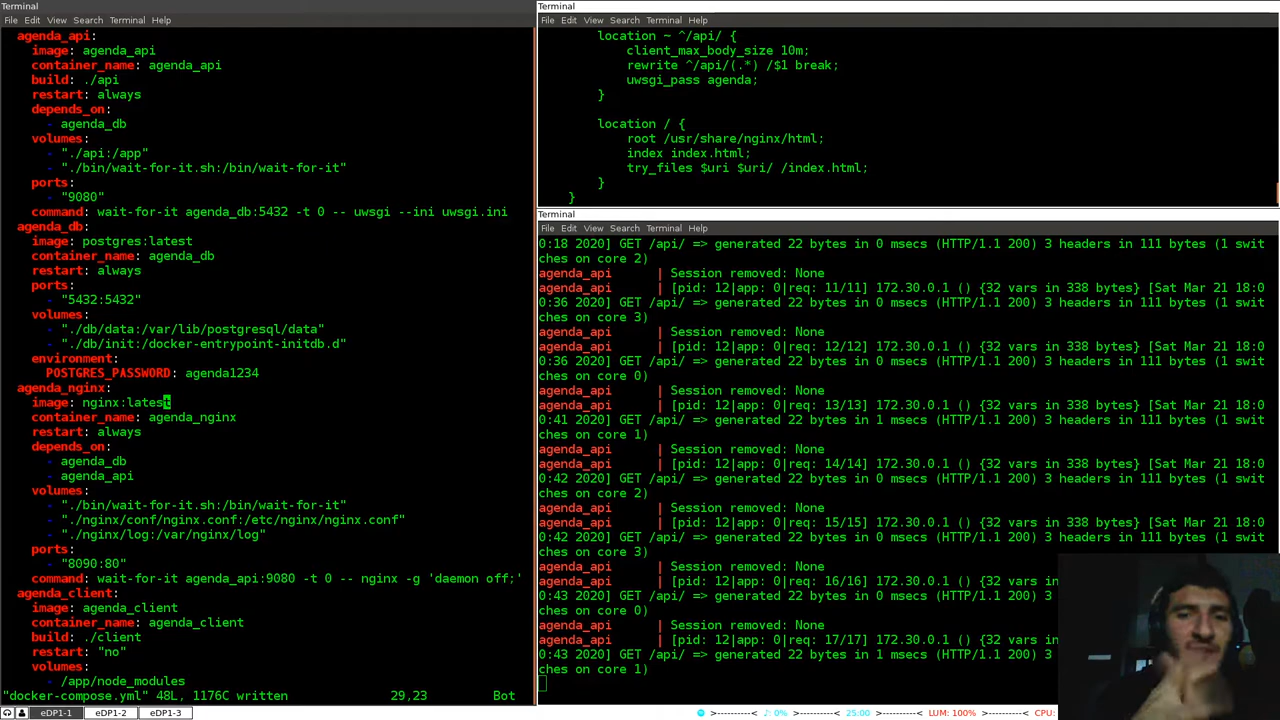 Terminal
File Edit View Search Terminal Help
agenda_api:
image: agenda_api
container_name: agenda_api
build: ./api
restart: always
depends_on:
- agenda_db
volumes:
- "./api:/app"
- "./bin/wait-for-it.sh:/bin/wait-for-it"
ports:
- "9080"
command: wait-for-it agenda_db:5432 -t 0 -- uwsgi --ini uwsgi.ini
agenda_db:
image: postgres:latest
container_name: agenda_db
restart: always
ports:
- "5432:5432"
volumes:
- "./db/data:/var/lib/postgresql/data"
- "./db/init:/docker-entrypoint-initdb.d"
environment:
POSTGRES_PASSWORD: agenda1234
agenda_nginx:
image: nginx:latest
container_name: agenda_nginx
restart: always
depends_on:
- agenda_db
- agenda_api
volumes:
- "./bin/wait-for-it.sh:/bin/wait-for-it"
- "./nginx/conf/nginx.conf:/etc/nginx/nginx.conf"
- "./nginx/log:/var/nginx/log"
ports:
- "8090:80"
command: wait-for-it agenda_api:9080 -t 0 -- nginx -g 'daemon off;'
agenda_client:
image: agenda_client
container_name: agenda_client
build: ./client
restart: "no"
volumes:
- /app/node_modules
"docker-compose.yml" 48L, 1176C written 29,23 Bot
Terminal
File Edit View Search Terminal Help
location ~ ^/api/ {
client_max_body_size 10m;
rewrite ^/api/(.*) /$1 break;
uwsgi_pass agenda;
}
location / {
root /usr/share/nginx/html;
index index.html;
try_files $uri $uri/ /index.html;
}
}
Terminal
File Edit View Search Terminal Help
0:18 2020] GET /api/ => generated 22 bytes in 0 msecs (HTTP/1.1 200) 3 headers in 111 bytes (1 swit
ches on core 2)
agenda_api | Session removed: None
agenda_api | [pid: 12|app: 0|req: 11/11] 172.30.0.1 () {32 vars in 338 bytes} [Sat Mar 21 18:0
0:36 2020] GET /api/ => generated 22 bytes in 0 msecs (HTTP/1.1 200) 3 headers in 111 bytes (1 swit
ches on core 3)
agenda_api | Session removed: None
agenda_api | [pid: 12|app: 0|req: 12/12] 172.30.0.1 () {32 vars in 338 bytes} [Sat Mar 21 18:0
0:36 2020] GET /api/ => generated 22 bytes in 0 msecs (HTTP/1.1 200) 3 headers in 111 bytes (1 swit
ches on core 0)
agenda_api | Session removed: None
agenda_api | [pid: 12|app: 0|req: 13/13] 172.30.0.1 () {32 vars in 338 bytes} [Sat Mar 21 18:0
0:41 2020] GET /api/ => generated 22 bytes in 1 msecs (HTTP/1.1 200) 3 headers in 111 bytes (1 swit
ches on core 1)
agenda_api | Session removed: None
agenda_api | [pid: 12|app: 0|req: 14/14] 172.30.0.1 () {32 vars in 338 bytes} [Sat Mar 21 18:0
0:42 2020] GET /api/ => generated 22 bytes in 0 msecs (HTTP/1.1 200) 3 headers in 111 bytes (1 swit
ches on core 2)
agenda_api | Session removed: None
agenda_api | [pid: 12|app: 0|req: 15/15] 172.30.0.1 () {32 vars in 338 bytes} [Sat Mar 21 18:0
0:42 2020] GET /api/ => generated 22 bytes in 0 msecs (HTTP/1.1 200) 3 headers in 111 bytes (1 swit
ches on core 3)
agenda_api | Session removed: None
agenda_api | [pid: 12|app: 0|req: 16/16] 172.30.0.1 () {32 vars in
0:43 2020] GET /api/ => generated 22 bytes in 0 msecs (HTTP/1.1 200) 3
ches on core 0)
agenda_api | Session removed: None
agenda_api | [pid: 12|app: 0|req: 17/17] 172.30.0.1 () {32 vars in
0:43 2020] GET /api/ => generated 22 bytes in 1 msecs (HTTP/1.1 200) 3
ches on core 1)
eDP1-1 eDP1-2 eDP1-3 >----------< 0% >----------< 25:00 >----------< LUM: 100% >----------< CPU: